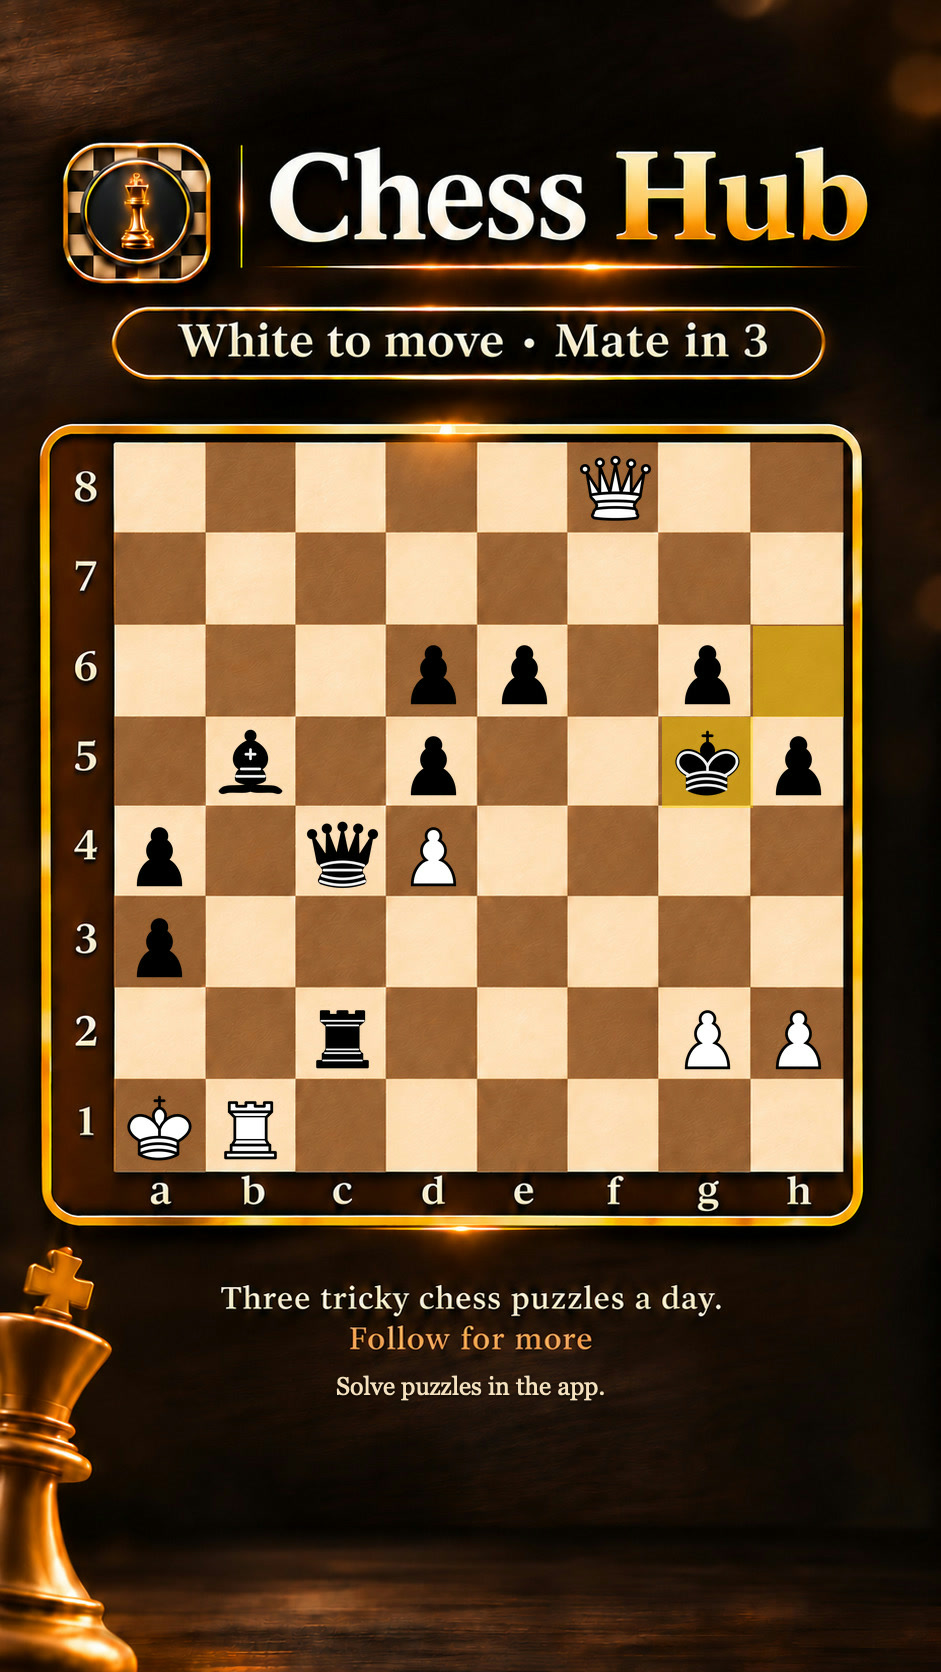 Chess Hub
White to move • Mate in 3
8
7
6
5
4
3
2
1
a b c d e f g h
Three tricky chess puzzles a day.
Follow for more
Solve puzzles in the app.